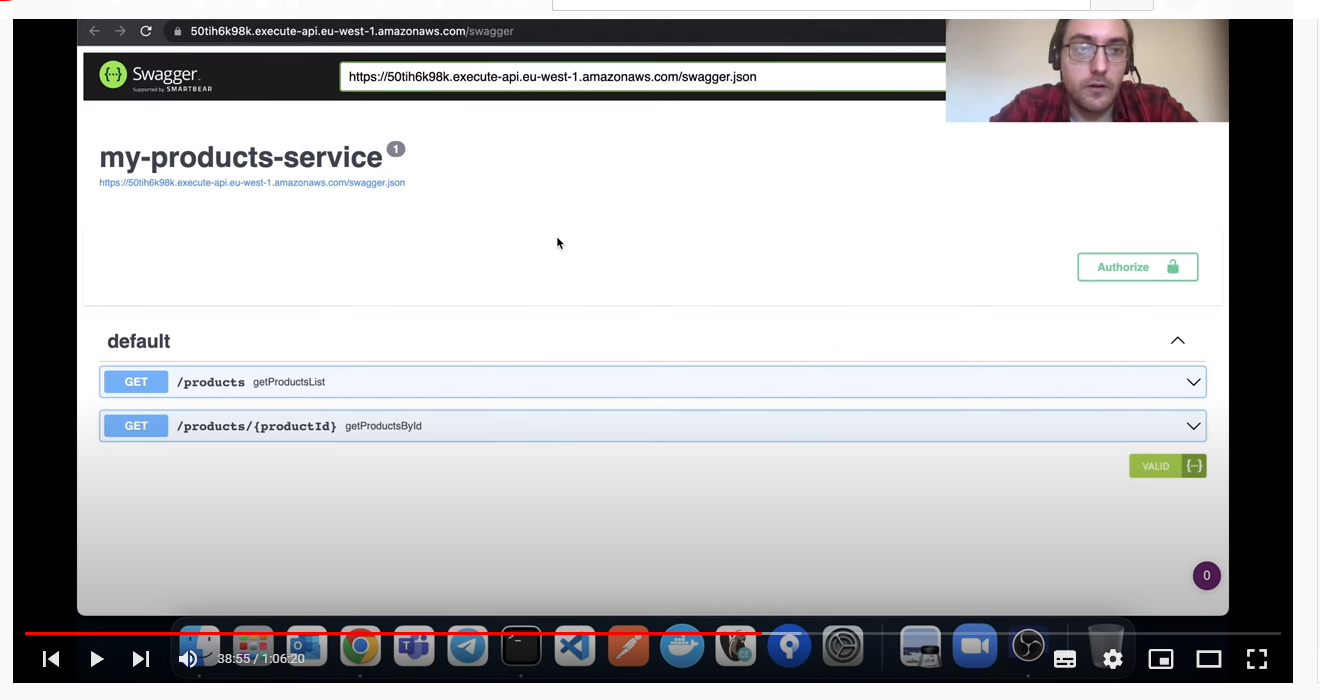 50tih6k98k.execute-api.eu-west-1.amazonaws.com/swagger
Swagger
Supported by SMARTBEAR
https://50tih6k98k.execute-api.eu-west-1.amazonaws.com/swagger.json
my-products-service 1
https://50tih6k98k.execute-api.eu-west-1.amazonaws.com/swagger.json
Authorize
default
GET /products getProductsList
GET /products/{productId} getProductsById
VALID {...}
0
38:55 / 1:06:20